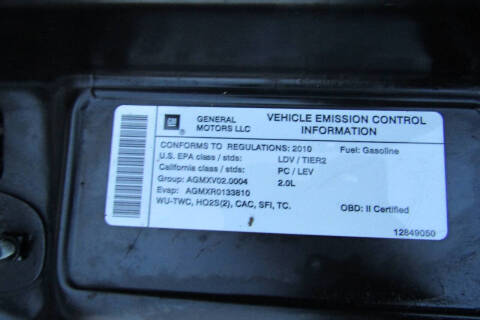 GM
®
GENERAL
MOTORS LLC
VEHICLE EMISSION CONTROL
INFORMATION
CONFORMS TO REGULATIONS: 2010 Fuel: Gasoline
U.S. EPA class / stds: LDV / TIER2
California class / stds: PC / LEV
Group: AGMXV02.0004 2.0L
Evap: AGMXR0133810
WU-TWC, HO2S(2), CAC, SFI, TC.
OBD: II Certified
12849050